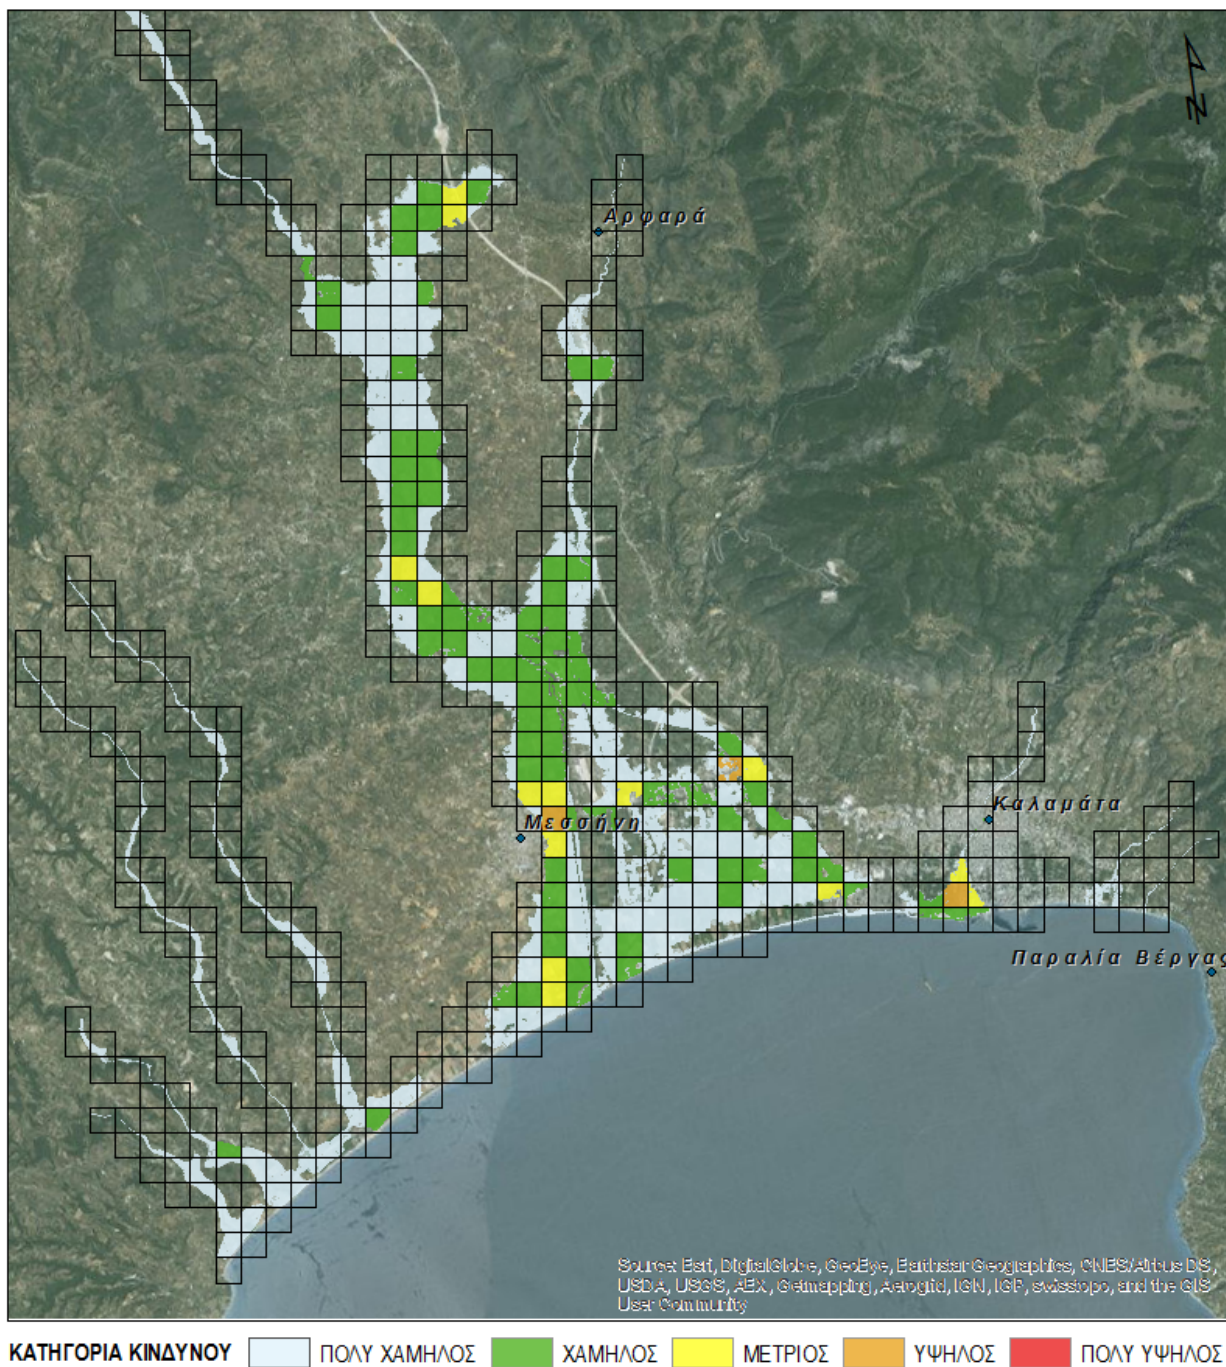 Αρφαρά
Καλαμάτα
Μεσσήνη
Παραλία Βέργας
Source: Esri, DigitalGlobe, GeoEye, Earthstar Geographics, CNES/Airbus DS,
USDA, USGS, AEX, Getmapping, Aerogrid, IGN, IGP, swisstopo, and the GIS
User Community
ΚΑΤΗΓΟΡΙΑ ΚΙΝΔΥΝΟΥ ΠΟΛΥ ΧΑΜΗΛΟΣ ΧΑΜΗΛΟΣ ΜΕΤΡΙΟΣ ΥΨΗΛΟΣ ΠΟΛΥ ΥΨΗΛΟΣ